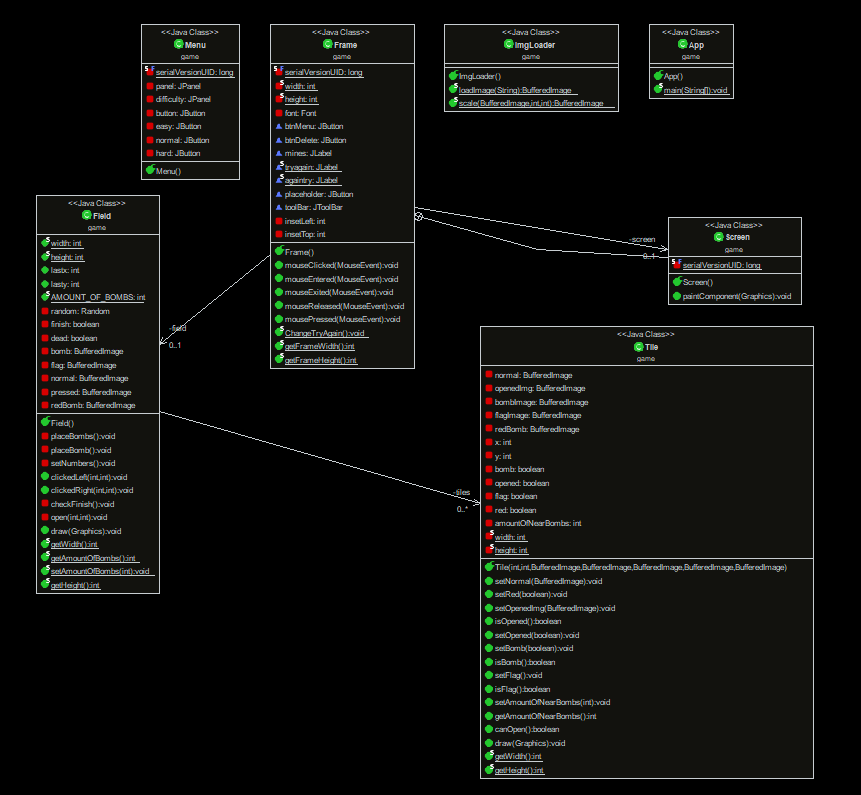 <<Java Class>>
Menu
game
serialVersionUID: long
panel: JPanel
difficulty: JPanel
button: JButton
easy: JButton
normal: JButton
hard: JButton
Menu()
<<Java Class>>
Frame
game
serialVersionUID: long
width: int
height: int
font: Font
btnMenu: JButton
btnDelete: JButton
mines: JLabel
tryagain: JLabel
againtry: JLabel
placeholder: JButton
toolBar: JToolBar
insetLeft: int
insetTop: int
Frame()
mouseClicked(MouseEvent):void
mouseEntered(MouseEvent):void
mouseExited(MouseEvent):void
mouseReleased(MouseEvent):void
mousePressed(MouseEvent):void
ChangeTryAgain():void
getFrameWidth():int
getFrameHeight():int
<<Java Class>>
ImgLoader
game
ImgLoader()
loadImage(String):BufferedImage
scale(BufferedImage,int,int):BufferedImage
<<Java Class>>
App
game
App()
main(String[]):void
<<Java Class>>
Field
game
width: int
height: int
lastx: int
lasty: int
AMOUNT_OF_BOMBS: int
random: Random
finish: boolean
dead: boolean
bomb: BufferedImage
flag: BufferedImage
normal: BufferedImage
pressed: BufferedImage
redBomb: BufferedImage
Field()
placeBombs():void
placeBomb():void
setNumbers():void
clickedLeft(int,int):void
clickedRight(int,int):void
checkFinish():void
open(int,int):void
draw(Graphics):void
getWidth():int
getAmountOfBombs():int
setAmountOfBombs(int):void
getHeight():int
-field
0..1
-screen
0..1
<<Java Class>>
Screen
game
serialVersionUID: long
Screen()
paintComponent(Graphics):void
-tiles
0..*
<<Java Class>>
Tile
game
normal: BufferedImage
openedImg: BufferedImage
bombImage: BufferedImage
flagImage: BufferedImage
redBomb: BufferedImage
x: int
y: int
bomb: boolean
opened: boolean
flag: boolean
red: boolean
amountOfNearBombs: int
width: int
height: int
Tile(int,int,BufferedImage,BufferedImage,BufferedImage,BufferedImage,BufferedImage)
setNormal(BufferedImage):void
setRed(boolean):void
setOpenedImg(BufferedImage):void
isOpened():boolean
setOpened(boolean):void
setBomb(boolean):void
isBomb():boolean
setFlag():void
isFlag():boolean
setAmountOfNearBombs(int):void
getAmountOfNearBombs():int
canOpen():boolean
draw(Graphics):void
getWidth():int
getHeight():int